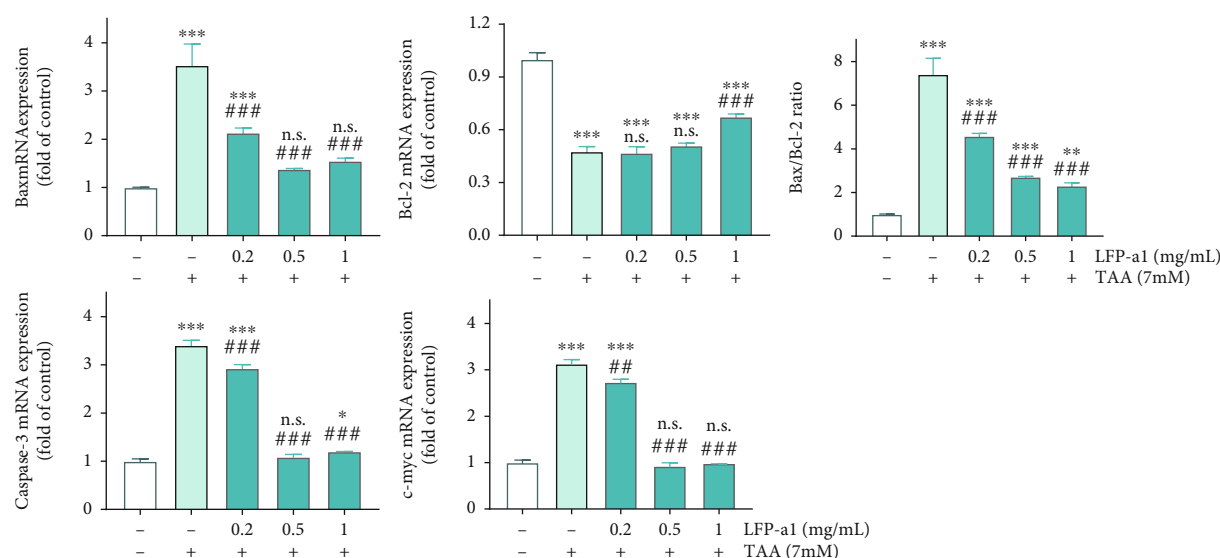 BaxmRNAexpression
(fold of control)
4
3
2
1
0
***
***
###
n.s.
###
n.s.
###
– – 0.2 0.5 1
– + + + +
Bcl-2 mRNA expression
(fold of control)
1.2
0.9
0.6
0.3
0.0
***
***
n.s.
***
n.s.
***
###
– – 0.2 0.5 1
– + + + +
Bax/Bcl-2 ratio
8
6
4
2
0
***
***
###
***
###
**
###
– – 0.2 0.5 1 LFP-a1 (mg/mL)
– + + + + TAA (7mM)
Caspase-3 mRNA expression
(fold of control)
4
3
2
1
0
***
***
###
n.s.
###
*
###
– – 0.2 0.5 1
– + + + +
c-myc mRNA expression
(fold of control)
4
3
2
1
0
***
***
##
n.s.
###
n.s.
###
– – 0.2 0.5 1 LFP-a1 (mg/mL)
– + + + + TAA (7mM)